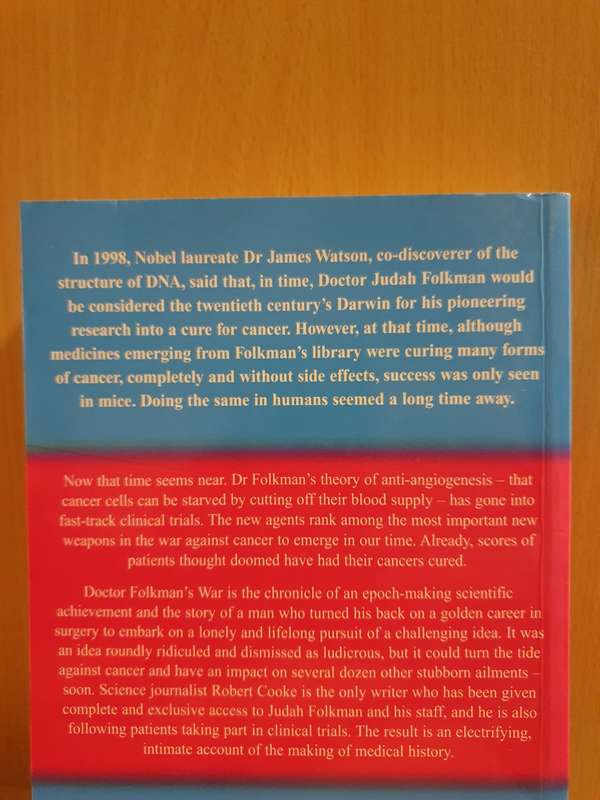 In 1998, Nobel laureate Dr James Watson, co-discoverer of the
structure of DNA, said that, in time, Doctor Judah Folkman would
be considered the twentieth century's Darwin for his pioneering
research into a cure for cancer. However, at that time, although
medicines emerging from Folkman's library were curing many forms
of cancer, completely and without side effects, success was only seen
in mice. Doing the same in humans seemed a long time away.
Now that time seems near. Dr Folkman's theory of anti-angiogenesis – that
cancer cells can be starved by cutting off their blood supply – has gone into
fast-track clinical trials. The new agents rank among the most important new
weapons in the war against cancer to emerge in our time. Already, scores of
patients thought doomed have had their cancers cured.
Doctor Folkman's War is the chronicle of an epoch-making scientific
achievement and the story of a man who turned his back on a golden career in
surgery to embark on a lonely and lifelong pursuit of a challenging idea. It was
an idea roundly ridiculed and dismissed as ludicrous, but it could turn the tide
against cancer and have an impact on several dozen other stubborn ailments –
soon. Science journalist Robert Cooke is the only writer who has been given
complete and exclusive access to Judah Folkman and his staff, and he is also
following patients taking part in clinical trials. The result is an electrifying,
intimate account of the making of medical history.